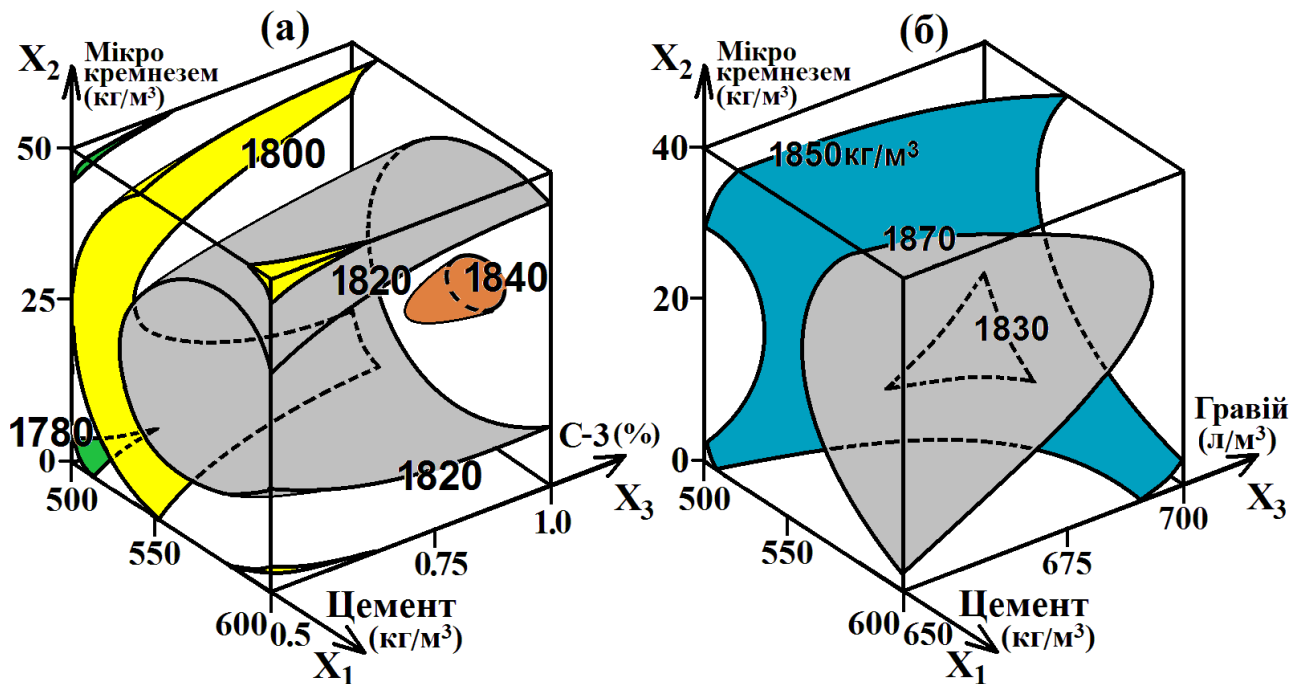 (а)
X2
Мікро
кремнезем
(кг/м³)
50
25
0
500
550
600
0.5
0.75
1.0
1800
1820
1840
1780
1820
С-3 (%)
X3
Цемент
(кг/м³)
X1
(б)
X2
Мікро
кремнезем
(кг/м³)
40
20
0
500
550
600
650
675
700
1850кг/м³
1870
1830
Гравій
(л/м³)
X3
Цемент
(кг/м³)
X1